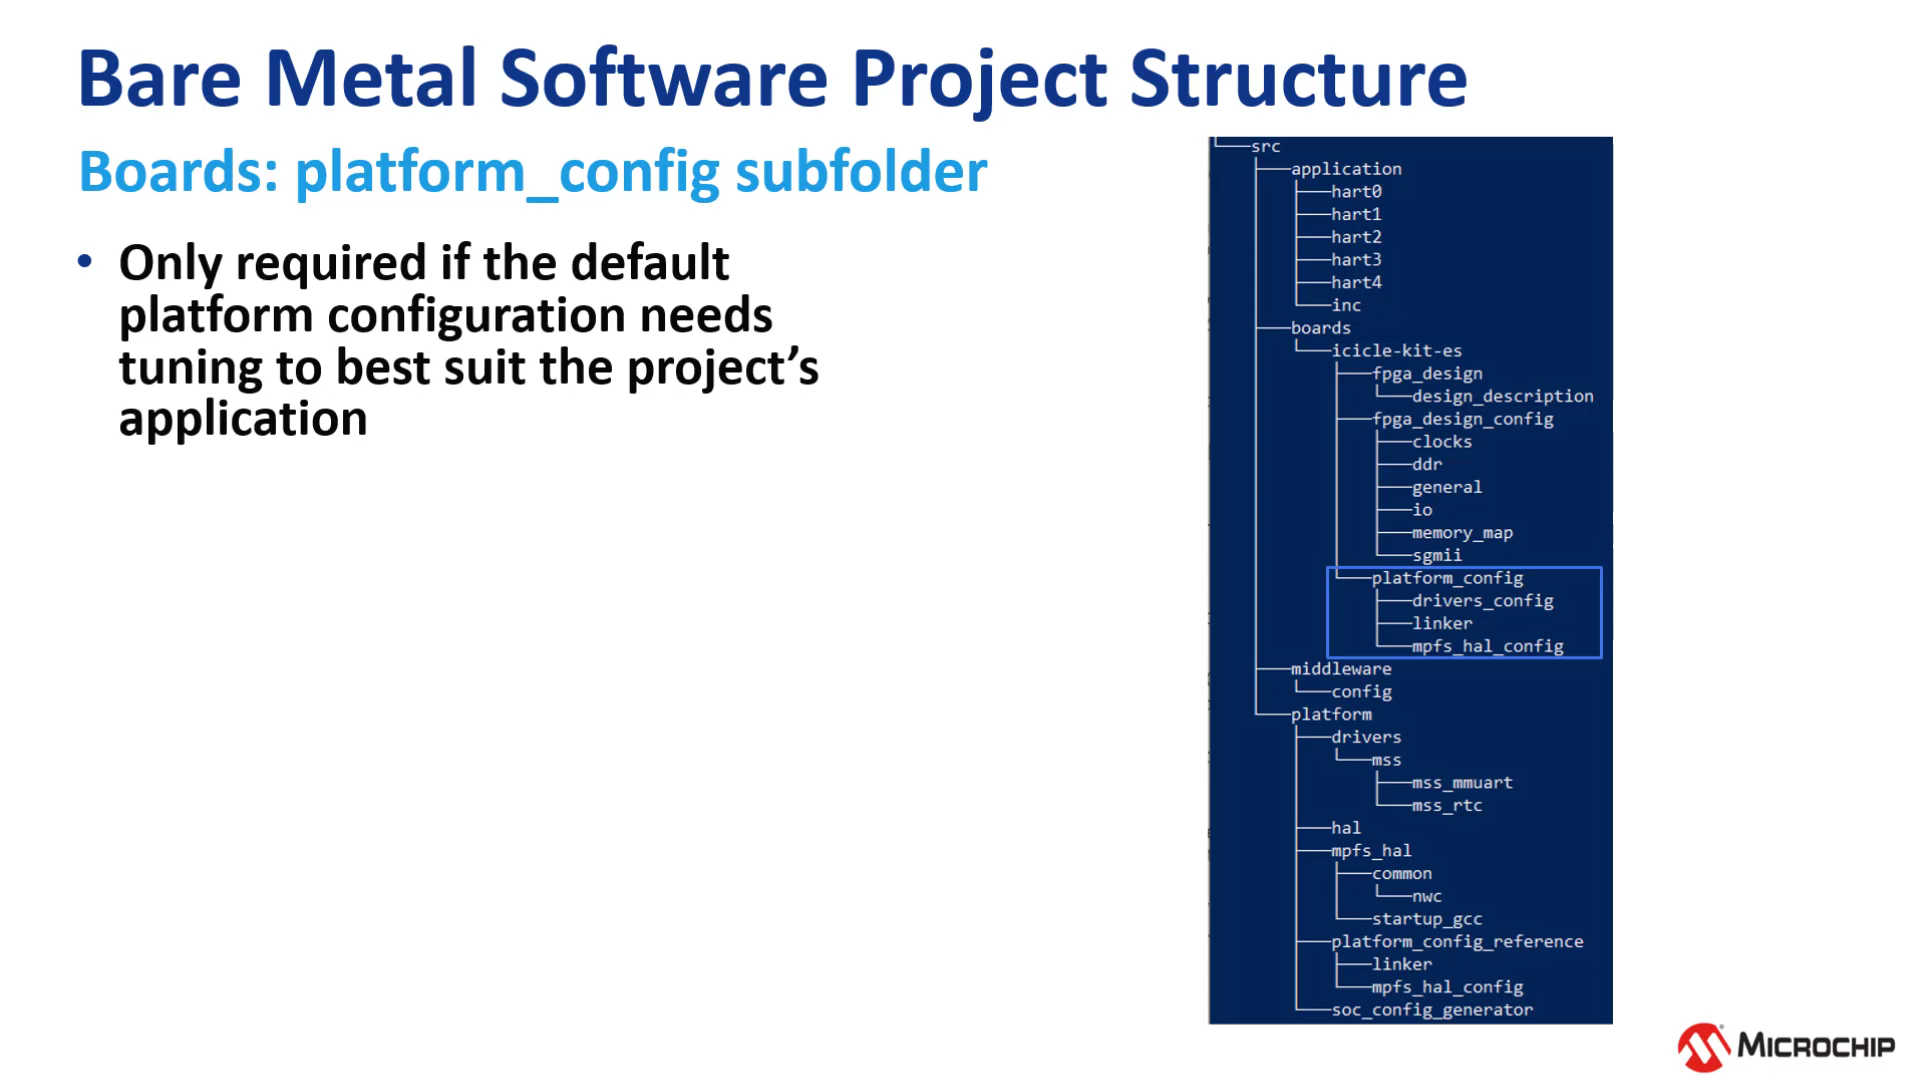 Bare Metal Software Project Structure
Boards: platform_config subfolder
• Only required if the default
platform configuration needs
tuning to best suit the project’s
application
src
application
hart0
hart1
hart2
hart3
hart4
inc
boards
icicle-kit-es
fpga_design
design_description
fpga_design_config
clocks
ddr
general
io
memory_map
sgmii
platform_config
drivers_config
linker
mpfs_hal_config
middleware
config
platform
drivers
mss
mss_mmuart
mss_rtc
hal
mpfs_hal
common
nwc
startup_gcc
platform_config_reference
linker
mpfs_hal_config
soc_config_generator
MICROCHIP